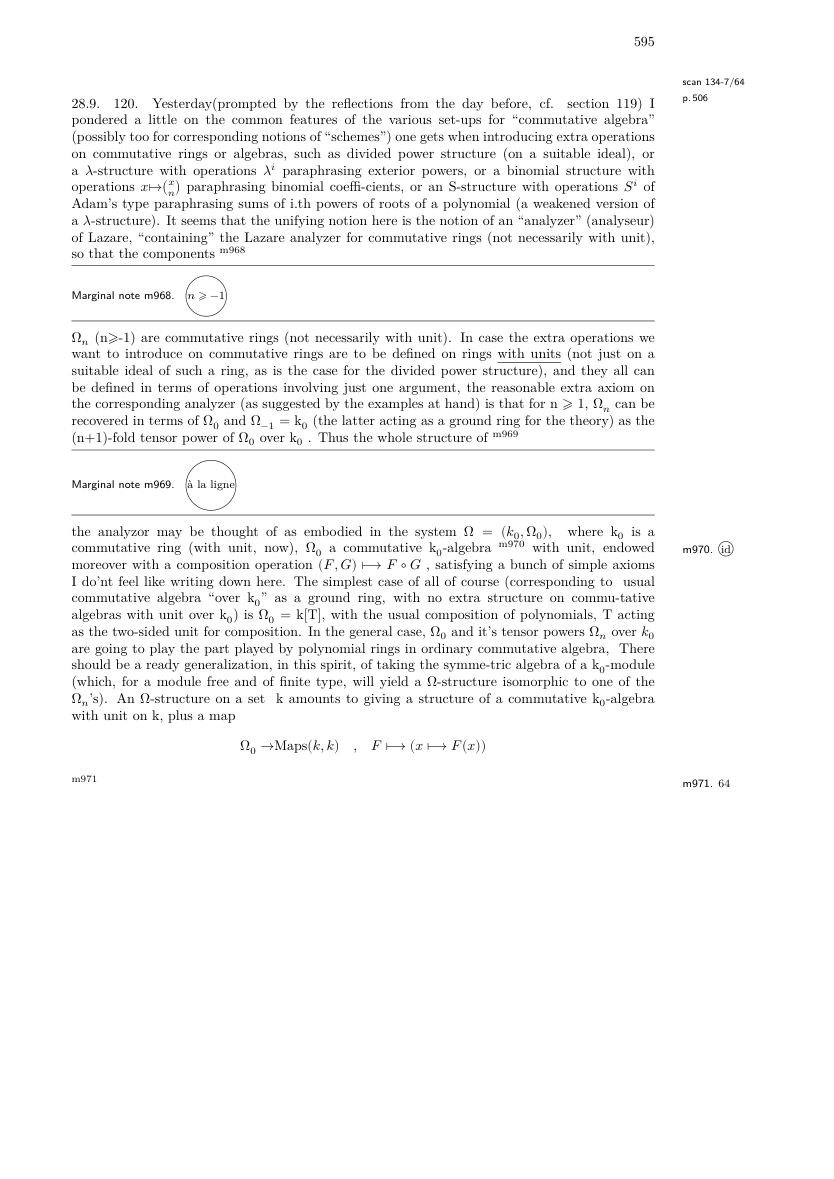 595
scan 134-7/64
p. 506
28.9. 120. Yesterday(prompted by the reflections from the day before, cf. section 119) I
pondered a little on the common features of the various set-ups for “commutative algebra”
(possibly too for corresponding notions of “schemes”) one gets when introducing extra operations
on commutative rings or algebras, such as divided power structure (on a suitable ideal), or
a λ-structure with operations λ^i paraphrasing exterior powers, or a binomial structure with
operations x↦(x n) paraphrasing binomial coeffi-cients, or an S-structure with operations S^i of
Adam’s type paraphrasing sums of i.th powers of roots of a polynomial (a weakened version of
a λ-structure). It seems that the unifying notion here is the notion of an “analyzer” (analyseur)
of Lazare, “containing” the Lazare analyzer for commutative rings (not necessarily with unit),
so that the components m968
Marginal note m968. n ⩾ −1
Ω_n (n⩾-1) are commutative rings (not necessarily with unit). In case the extra operations we
want to introduce on commutative rings are to be defined on rings with units (not just on a
suitable ideal of such a ring, as is the case for the divided power structure), and they all can
be defined in terms of operations involving just one argument, the reasonable extra axiom on
the corresponding analyzer (as suggested by the examples at hand) is that for n ⩾ 1, Ω_n can be
recovered in terms of Ω_0 and Ω_−1 = k_0 (the latter acting as a ground ring for the theory) as the
(n+1)-fold tensor power of Ω_0 over k_0 . Thus the whole structure of m969
Marginal note m969. à la ligne
the analyzor may be thought of as embodied in the system Ω = (k_0, Ω_0), where k_0 is a
commutative ring (with unit, now), Ω_0 a commutative k_0-algebra m970 with unit, endowed
m970. id
moreover with a composition operation (F, G) ⟼ F ∘ G , satisfying a bunch of simple axioms
I do’nt feel like writing down here. The simplest case of all of course (corresponding to usual
commutative algebra “over k_0” as a ground ring, with no extra structure on commu-tative
algebras with unit over k_0) is Ω_0 = k[T], with the usual composition of polynomials, T acting
as the two-sided unit for composition. In the general case, Ω_0 and it’s tensor powers Ω_n over k_0
are going to play the part played by polynomial rings in ordinary commutative algebra, There
should be a ready generalization, in this spirit, of taking the symme-tric algebra of a k_0-module
(which, for a module free and of finite type, will yield a Ω-structure isomorphic to one of the
Ω_n’s). An Ω-structure on a set k amounts to giving a structure of a commutative k_0-algebra
with unit on k, plus a map
Ω_0 →Maps(k, k) , F ⟼ (x ⟼ F(x))
m971
m971. 64